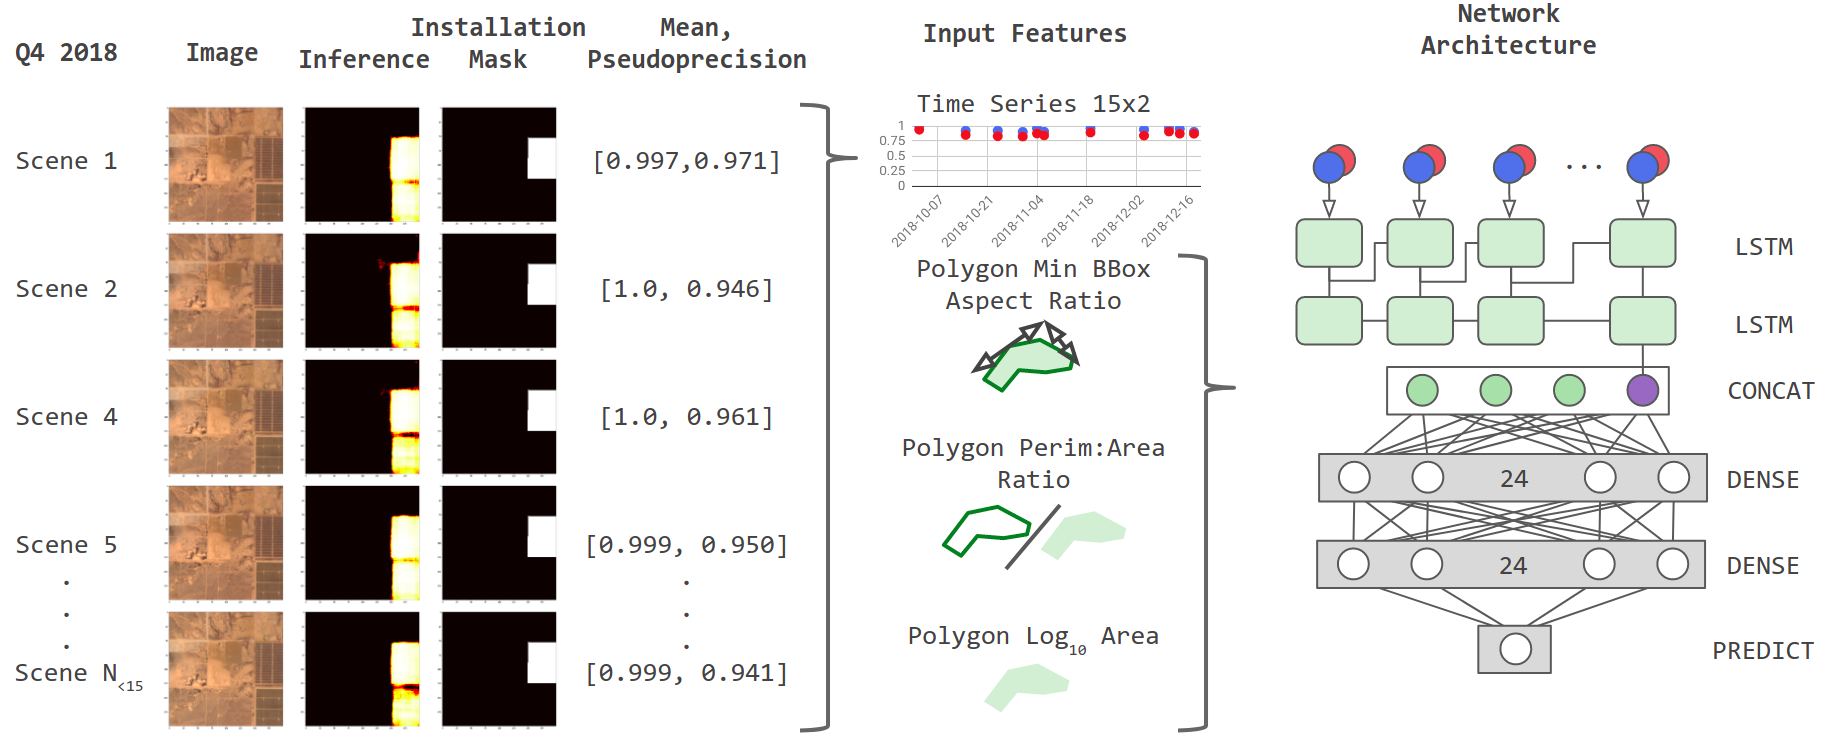 Q4 2018
Image
Inference
Installation
Mask
Mean,
Pseudoprecision
Input Features
Network
Architecture
Scene 1
[0.997,0.971]
Scene 2
[1.0, 0.946]
Scene 4
[1.0, 0.961]
Scene 5
[0.999, 0.950]
.
.
.
.
.
.
Scene N<15
[0.999, 0.941]
Time Series 15x2
1
0.75
0.5
0.25
0
2018-10-07
2018-10-21
2018-11-04
2018-11-18
2018-12-02
2018-12-16
Polygon Min BBox
Aspect Ratio
Polygon Perim:Area
Ratio
Polygon Log10 Area
...
LSTM
LSTM
CONCAT
24
DENSE
24
DENSE
PREDICT